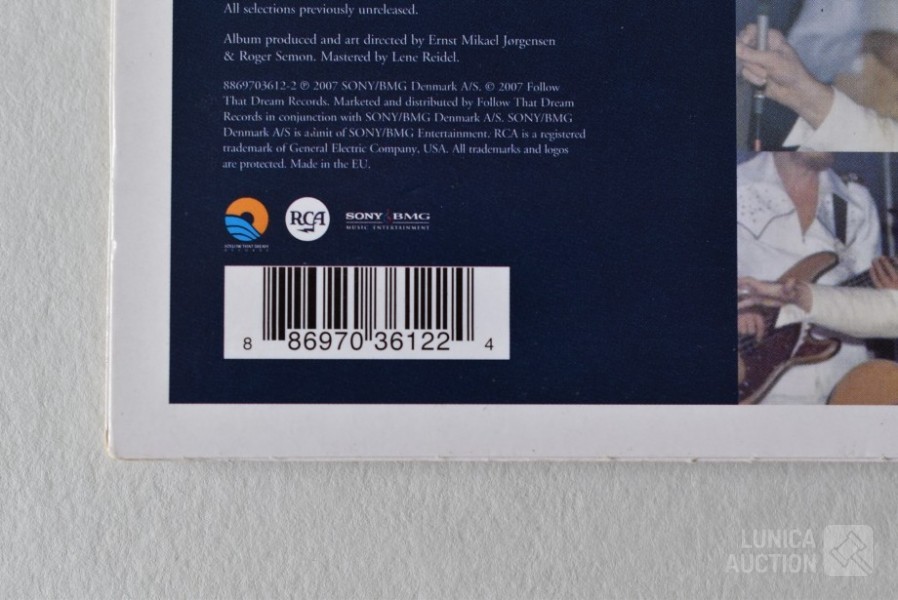 All selections previously unreleased.
Album produced and art directed by Ernst Mikael Jørgensen
& Roger Semon. Mastered by Lene Reidel.
8869703612-2 ℗ 2007 SONY/BMG Denmark A/S. © 2007 Follow
That Dream Records. Marketed and distributed by Follow That Dream
Records in conjunction with SONY/BMG Denmark A/S. SONY/BMG
Denmark A/S is a unit of SONY/BMG Entertainment. RCA is a registered
trademark of General Electric Company, USA. All trademarks and logos
are protected. Made in the EU.
FOLLOW THAT DREAM
RECORDS
RCA
SONY BMG
MUSIC ENTERTAINMENT
8 86970 36122 4
LUNICA
AUCTION